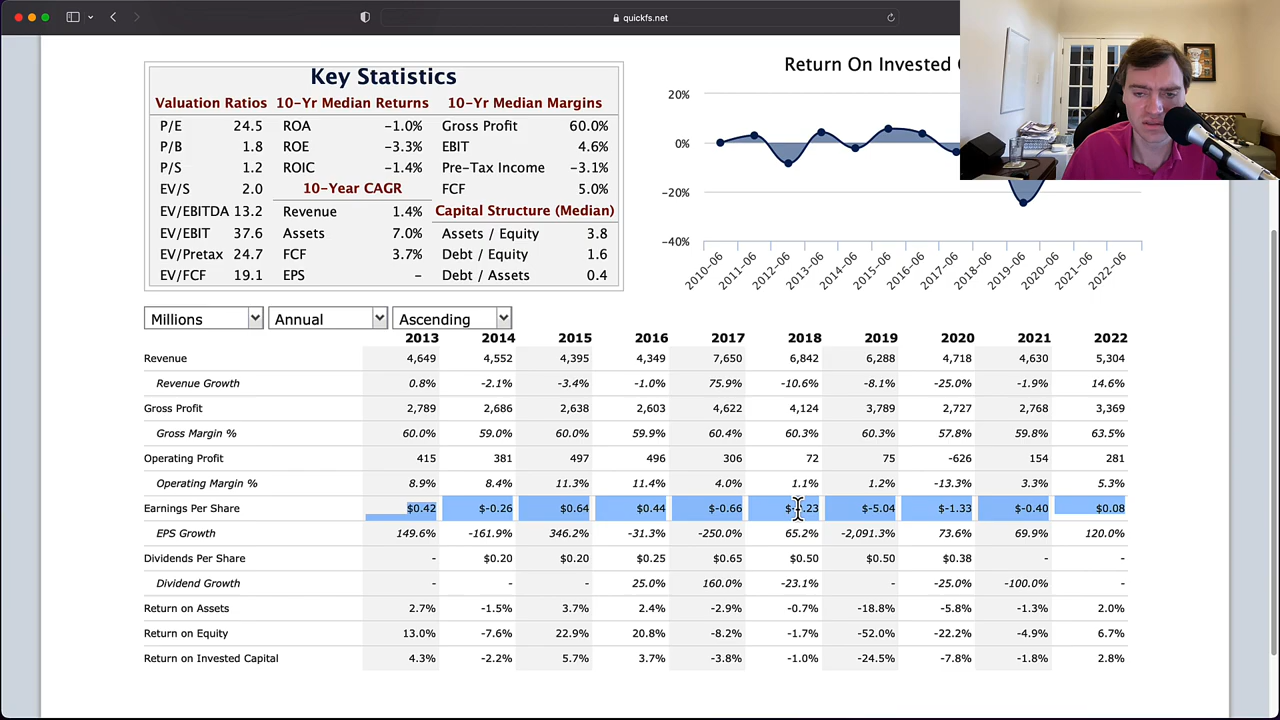 quickfs.net
Key Statistics
Valuation Ratios 10-Yr Median Returns 10-Yr Median Margins
P/E 24.5 ROA -1.0% Gross Profit 60.0%
P/B 1.8 ROE -3.3% EBIT 4.6%
P/S 1.2 ROIC -1.4% Pre-Tax Income -3.1%
EV/S 2.0 10-Year CAGR FCF 5.0%
EV/EBITDA 13.2 Revenue 1.4% Capital Structure (Median)
EV/EBIT 37.6 Assets 7.0% Assets / Equity 3.8
EV/Pretax 24.7 FCF 3.7% Debt / Equity 1.6
EV/FCF 19.1 EPS - Debt / Assets 0.4
Return On Invested
20%
0%
-20%
-40%
2010-06 2011-06 2012-06 2013-06 2014-06 2015-06 2016-06 2017-06 2018-06 2019-06 2020-06 2021-06 2022-06
Millions Annual Ascending
2013 2014 2015 2016 2017 2018 2019 2020 2021 2022
Revenue 4,649 4,552 4,395 4,349 7,650 6,842 6,288 4,718 4,630 5,304
Revenue Growth 0.8% -2.1% -3.4% -1.0% 75.9% -10.6% -8.1% -25.0% -1.9% 14.6%
Gross Profit 2,789 2,686 2,638 2,603 4,622 4,124 3,789 2,727 2,768 3,369
Gross Margin % 60.0% 59.0% 60.0% 59.9% 60.4% 60.3% 60.3% 57.8% 59.8% 63.5%
Operating Profit 415 381 497 496 306 72 75 -626 154 281
Operating Margin % 8.9% 8.4% 11.3% 11.4% 4.0% 1.1% 1.2% -13.3% 3.3% 5.3%
Earnings Per Share $0.42 $-0.26 $0.64 $0.44 $-0.66 $-5.04 $-1.33 $-0.40 $0.08
EPS Growth 149.6% -161.9% 346.2% -31.3% -250.0% 65.2% -2,091.3% 73.6% 69.9% 120.0%
Dividends Per Share - $0.20 $0.20 $0.25 $0.65 $0.50 $0.50 $0.38 - -
Dividend Growth - - - 25.0% 160.0% -23.1% - -25.0% -100.0% -
Return on Assets 2.7% -1.5% 3.7% 2.4% -2.9% -0.7% -18.8% -5.8% -1.3% 2.0%
Return on Equity 13.0% -7.6% 22.9% 20.8% -8.2% -1.7% -52.0% -22.2% -4.9% 6.7%
Return on Invested Capital 4.3% -2.2% 5.7% 3.7% -3.8% -1.0% -24.5% -7.8% -1.8% 2.8%